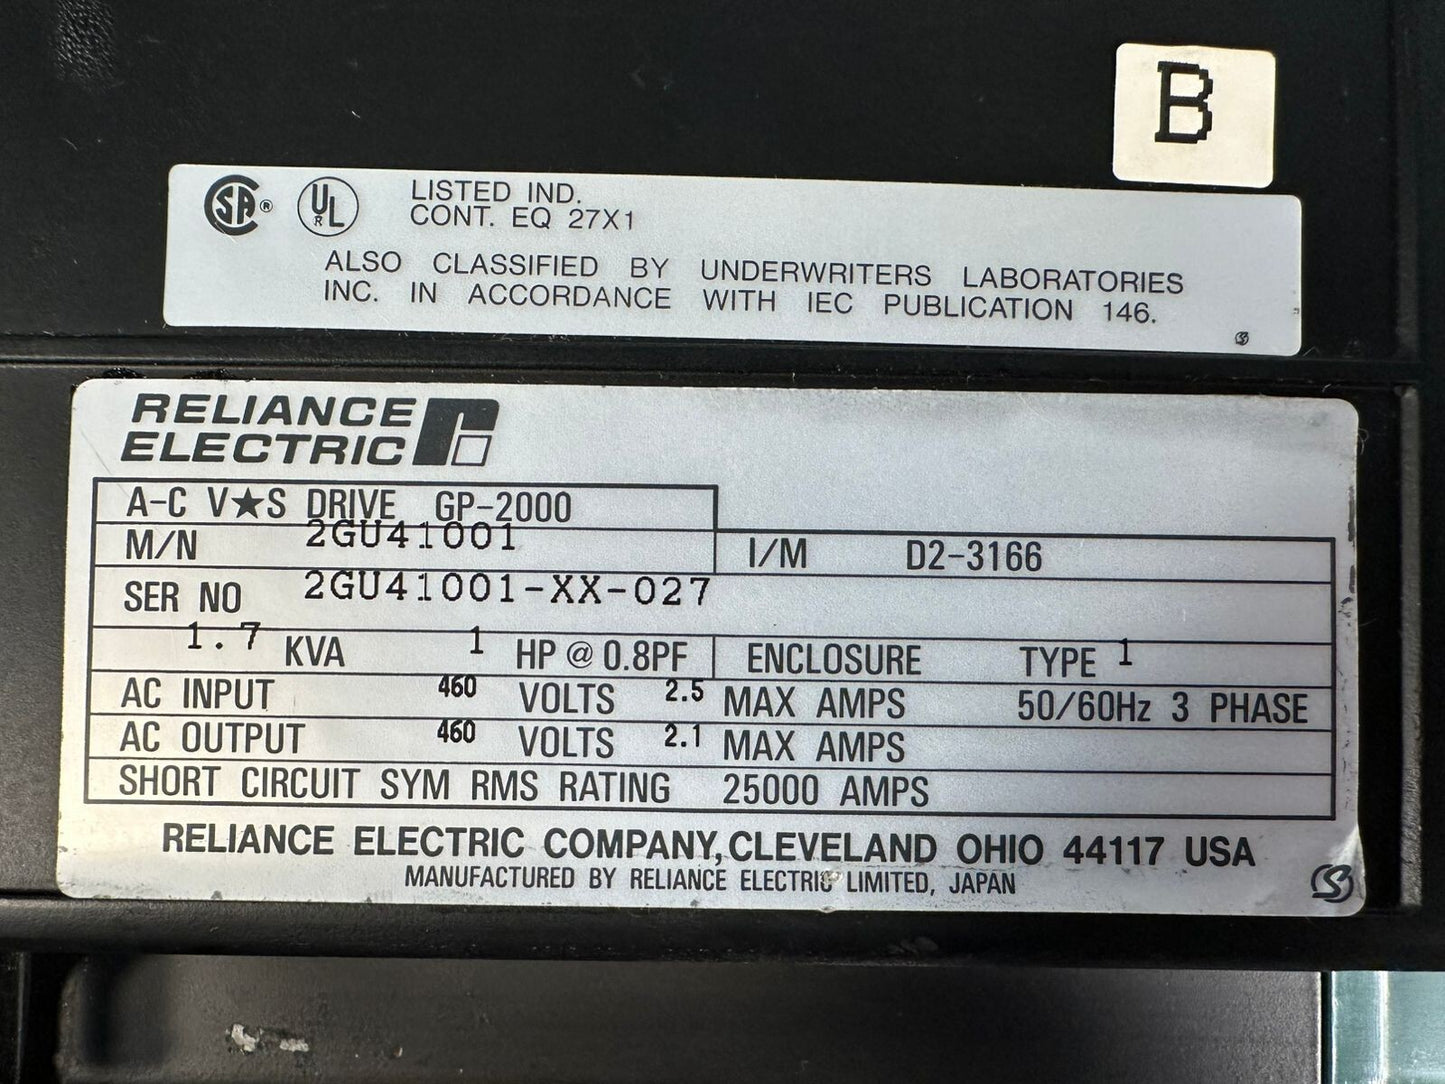 B
SA ® UL R LISTED IND.
CONT. EQ 27X1
ALSO CLASSIFIED BY UNDERWRITERS LABORATORIES
INC. IN ACCORDANCE WITH IEC PUBLICATION 146.
S
RELIANCE
ELECTRIC
A-C V★S DRIVE GP-2000
M/N 2GU41001 I/M D2-3166
SER NO 2GU41001-XX-027
1.7 KVA 1 HP @ 0.8PF ENCLOSURE TYPE 1
AC INPUT 460 VOLTS 2.5 MAX AMPS 50/60Hz 3 PHASE
AC OUTPUT 460 VOLTS 2.1 MAX AMPS
SHORT CIRCUIT SYM RMS RATING 25000 AMPS
RELIANCE ELECTRIC COMPANY, CLEVELAND OHIO 44117 USA
MANUFACTURED BY RELIANCE ELECTRIC LIMITED, JAPAN
S